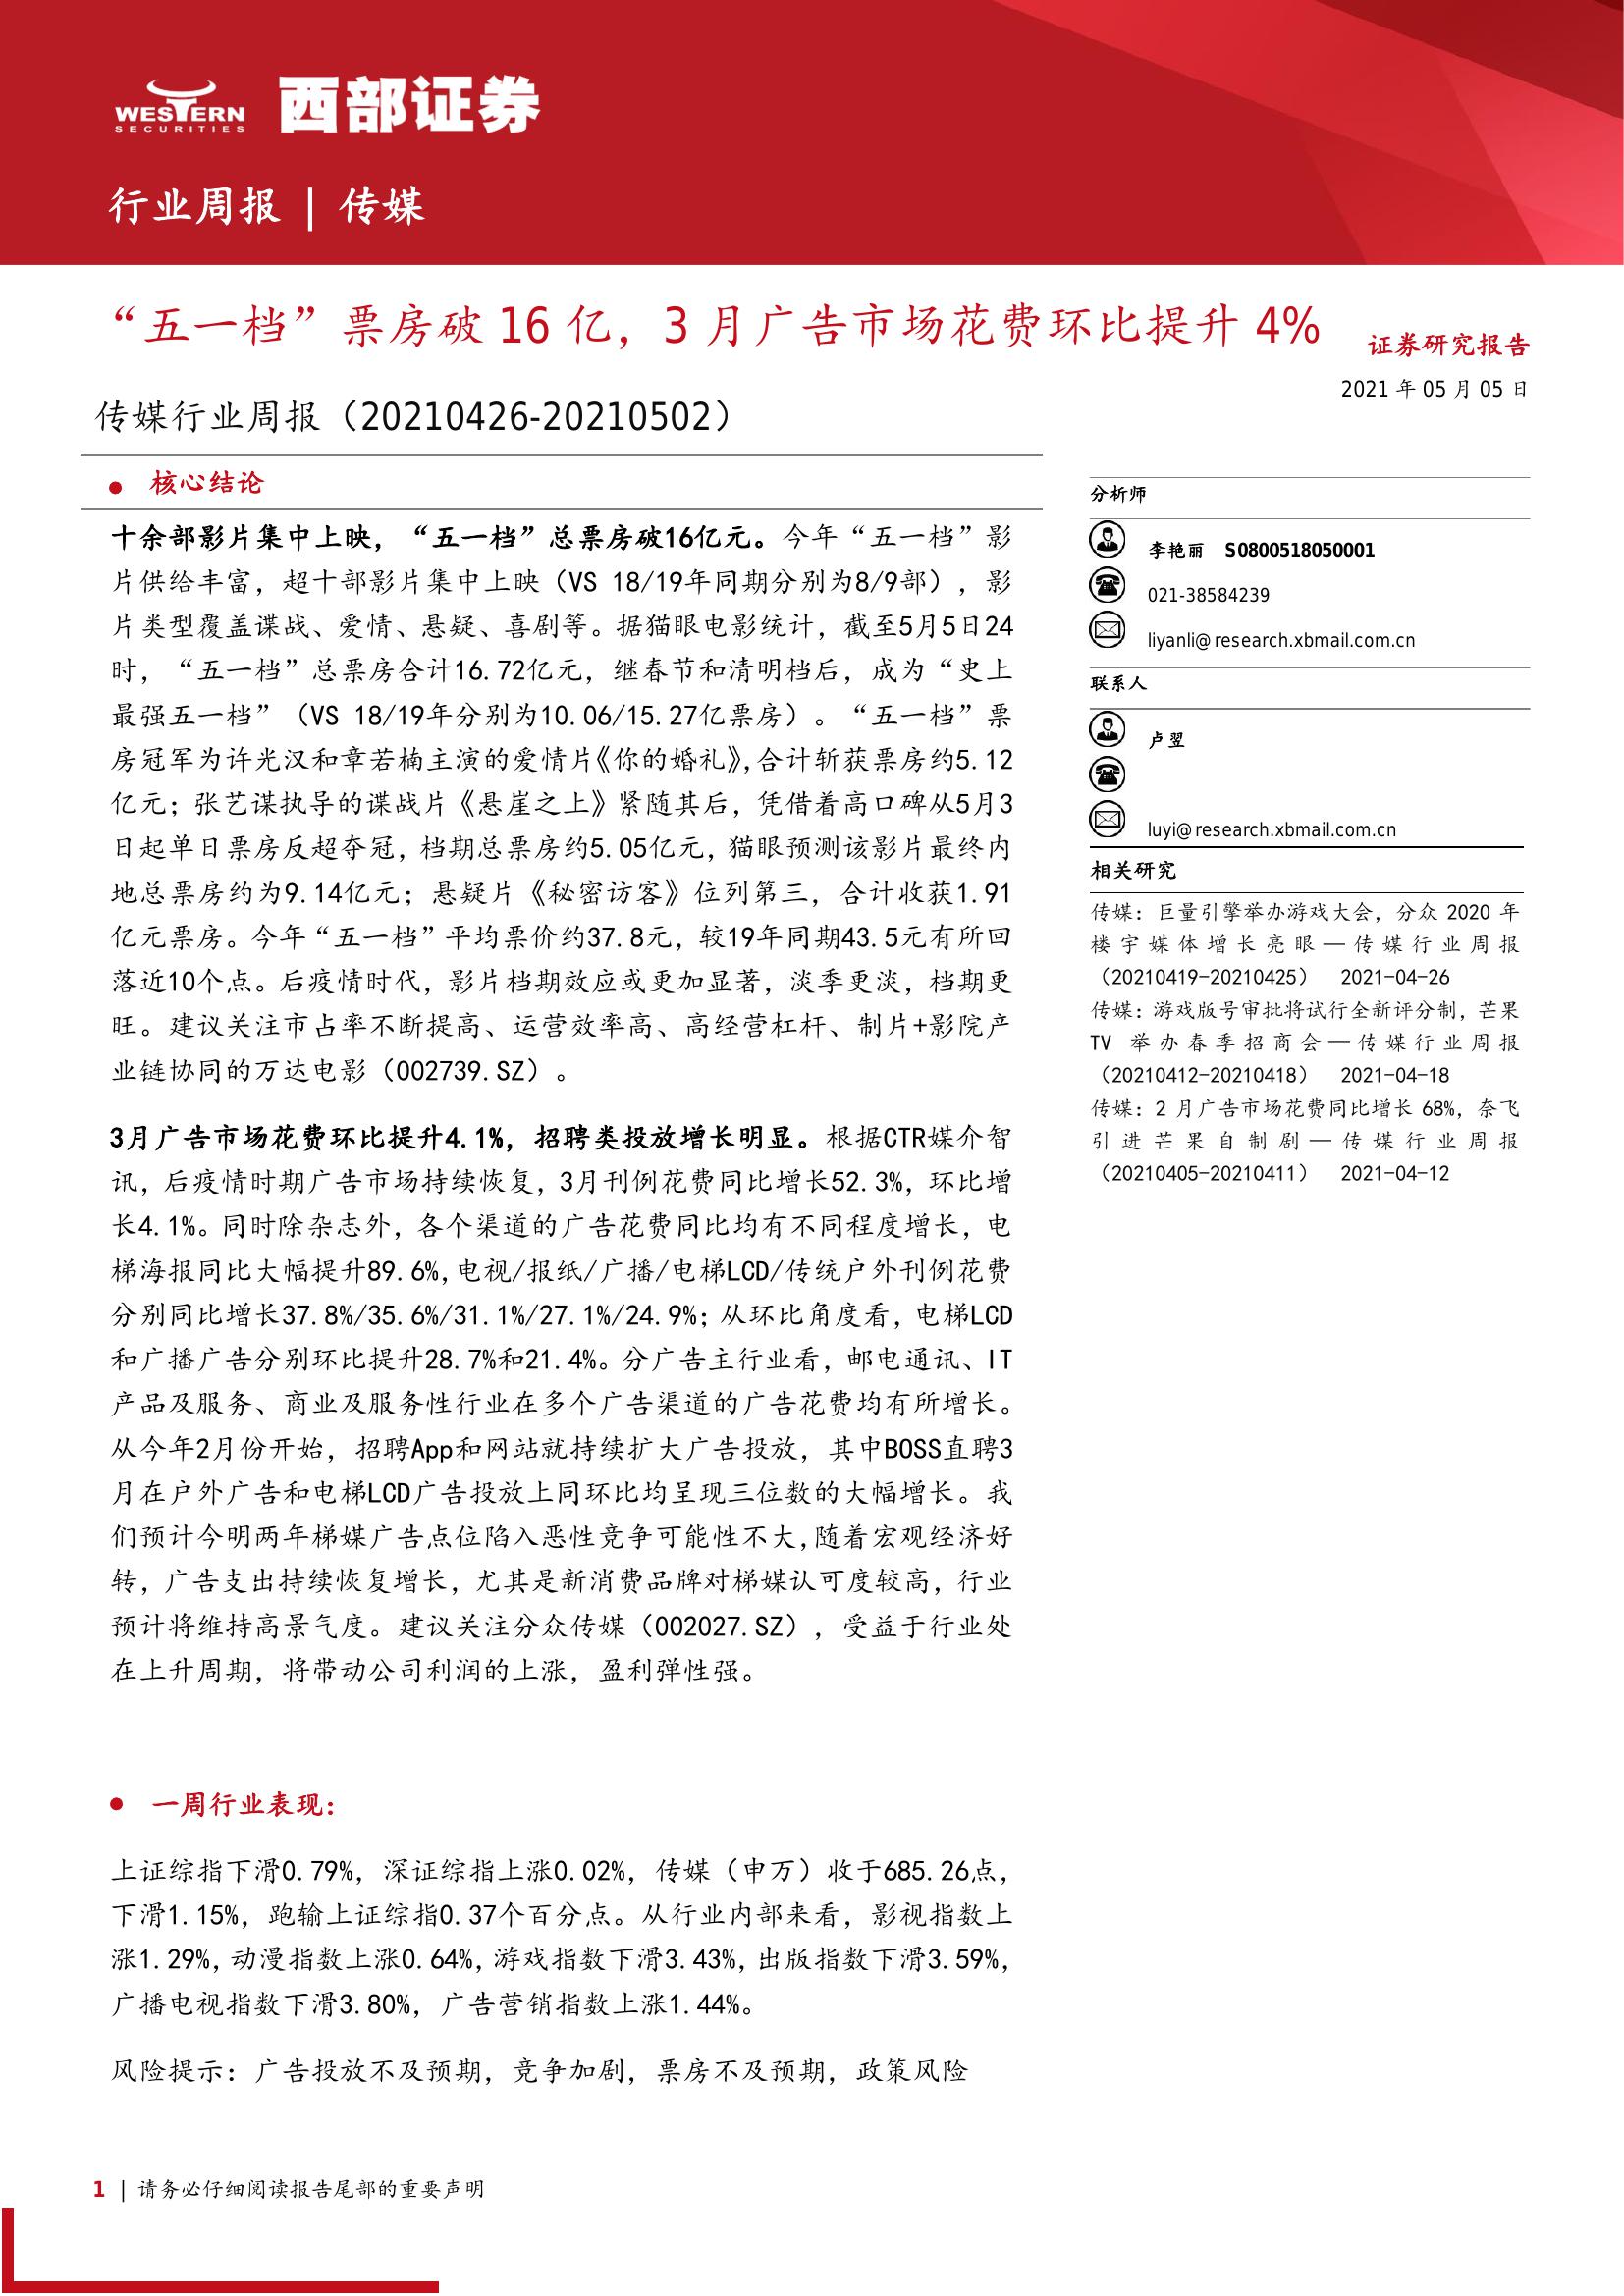 WESTERN
SECURITIES
西部证券
行业周报 | 传媒
“五一档”票房破 16 亿，3 月广告市场花费环比提升 4%
证券研究报告
2021 年 05 月 05 日
传媒行业周报（20210426-20210502）
核心结论
十余部影片集中上映，“五一档”总票房破16亿元。今年“五一档”影
片供给丰富，超十部影片集中上映（VS 18/19年同期分别为8/9部），影
片类型覆盖谍战、爱情、悬疑、喜剧等。据猫眼电影统计，截至5月5日24
时，“五一档”总票房合计16.72亿元，继春节和清明档后，成为“史上
最强五一档”（VS 18/19年分别为10.06/15.27亿票房）。“五一档”票
房冠军为许光汉和章若楠主演的爱情片《你的婚礼》，合计斩获票房约5.12
亿元；张艺谋执导的谍战片《悬崖之上》紧随其后，凭借着高口碑从5月3
日起单日票房反超夺冠，档期总票房约5.05亿元，猫眼预测该影片最终内
地总票房约为9.14亿元；悬疑片《秘密访客》位列第三，合计收获1.91
亿元票房。今年“五一档”平均票价约37.8元，较19年同期43.5元有所回
落近10个点。后疫情时代，影片档期效应或更加显著，淡季更淡，档期更
旺。建议关注市占率不断提高、运营效率高、高经营杠杆、制片+影院产
业链协同的万达电影（002739.SZ）。
3月广告市场花费环比提升4.1%，招聘类投放增长明显。根据CTR媒介智
讯，后疫情时期广告市场持续恢复，3月刊例花费同比增长52.3%，环比增
长4.1%。同时除杂志外，各个渠道的广告花费同比均有不同程度增长，电
梯海报同比大幅提升89.6%，电视/报纸/广播/电梯LCD/传统户外刊例花费
分别同比增长37.8%/35.6%/31.1%/27.1%/24.9%；从环比角度看，电梯LCD
和广播广告分别环比提升28.7%和21.4%。分广告主行业看，邮电通讯、IT
产品及服务、商业及服务性行业在多个广告渠道的广告花费均有所增长。
从今年2月份开始，招聘App和网站就持续扩大广告投放，其中BOSS直聘3
月在户外广告和电梯LCD广告投放上同环比均呈现三位数的大幅增长。我
们预计今明两年梯媒广告点位陷入恶性竞争可能性不大，随着宏观经济好
转，广告支出持续恢复增长，尤其是新消费品牌对梯媒认可度较高，行业
预计将维持高景气度。建议关注分众传媒（002027.SZ），受益于行业处
在上升周期，将带动公司利润的上涨，盈利弹性强。
一周行业表现：
上证综指下滑0.79%，深证综指上涨0.02%，传媒（申万）收于685.26点，
下滑1.15%，跑输上证综指0.37个百分点。从行业内部来看，影视指数上
涨1.29%，动漫指数上涨0.64%，游戏指数下滑3.43%，出版指数下滑3.59%，
广播电视指数下滑3.80%，广告营销指数上涨1.44%。
风险提示：广告投放不及预期，竞争加剧，票房不及预期，政策风险
分析师
李艳丽 S0800518050001
021-38584239
liyanli@research.xbmail.com.cn
联系人
卢翌
luyi@research.xbmail.com.cn
相关研究
传媒：巨量引擎举办游戏大会，分众 2020 年
楼宇媒体增长亮眼—传媒行业周报
（20210419-20210425） 2021-04-26
传媒：游戏版号审批将试行全新评分制，芒果
TV 举办春季招商会—传媒行业周报
（20210412-20210418） 2021-04-18
传媒：2 月广告市场花费同比增长 68%，奈飞
引进芒果自制剧—传媒行业周报
（20210405-20210411） 2021-04-12
1 | 请务必仔细阅读报告尾部的重要声明